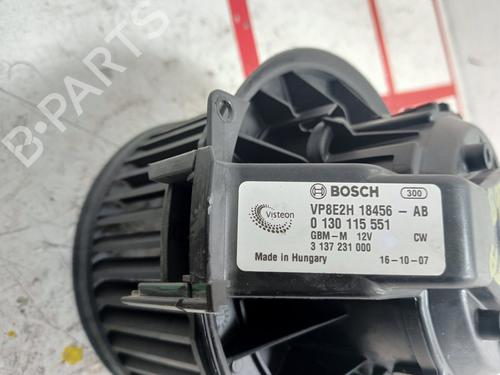 B-PARTS
BOSCH 300
Visteon
VP8E2H 18456 - AB
0 130 115 551
GBM-M 12V CW
3 137 231 000
Made in Hungary 16-10-07